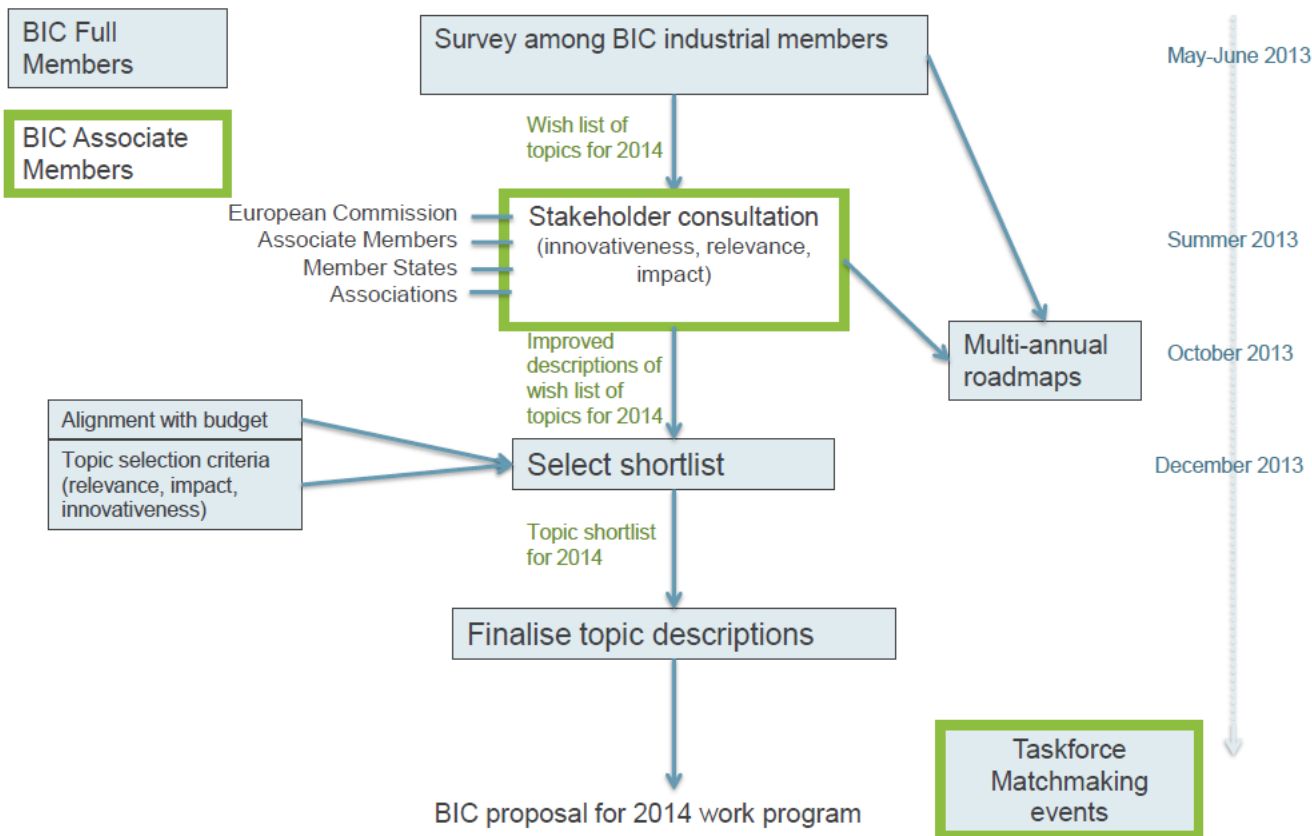 BIC Full
Members
Survey among BIC industrial members
May-June 2013
BIC Associate
Members
Wish list of
topics for 2014
European Commission
Associate Members
Member States
Associations
Stakeholder consultation
(innovativeness, relevance,
impact)
Summer 2013
Improved
descriptions of
wish list of
topics for 2014
Multi-annual
roadmaps
October 2013
Alignment with budget
Topic selection criteria
(relevance, impact,
innovativeness)
Select shortlist
December 2013
Topic shortlist
for 2014
Finalise topic descriptions
Taskforce
Matchmaking
events
BIC proposal for 2014 work program